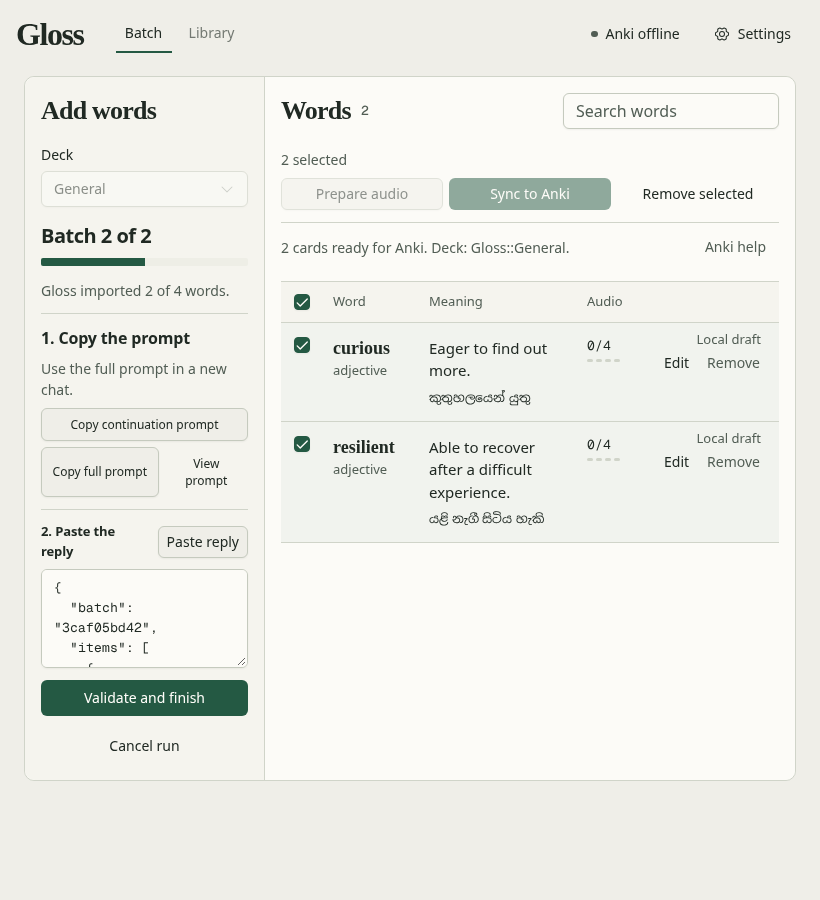 Gloss
Batch
Library
Anki offline
Settings
Add words
Deck
General
Batch 2 of 2
Gloss imported 2 of 4 words.
1. Copy the prompt
Use the full prompt in a new
chat.
Copy continuation prompt
Copy full prompt
View
prompt
2. Paste the
reply
Paste reply
{
"batch":
"3caf05bd42",
"items": [
{
Validate and finish
Cancel run
Words 2
Search words
2 selected
Prepare audio
Sync to Anki
Remove selected
2 cards ready for Anki. Deck: Gloss::General.
Anki help
Word
Meaning
Audio
curious
adjective
Eager to find out
more.
කුතුහලයෙන් යුතු
0/4
Local draft
Edit
Remove
resilient
adjective
Able to recover
after a difficult
experience.
යළි නැගී සිටිය හැකි
0/4
Local draft
Edit
Remove